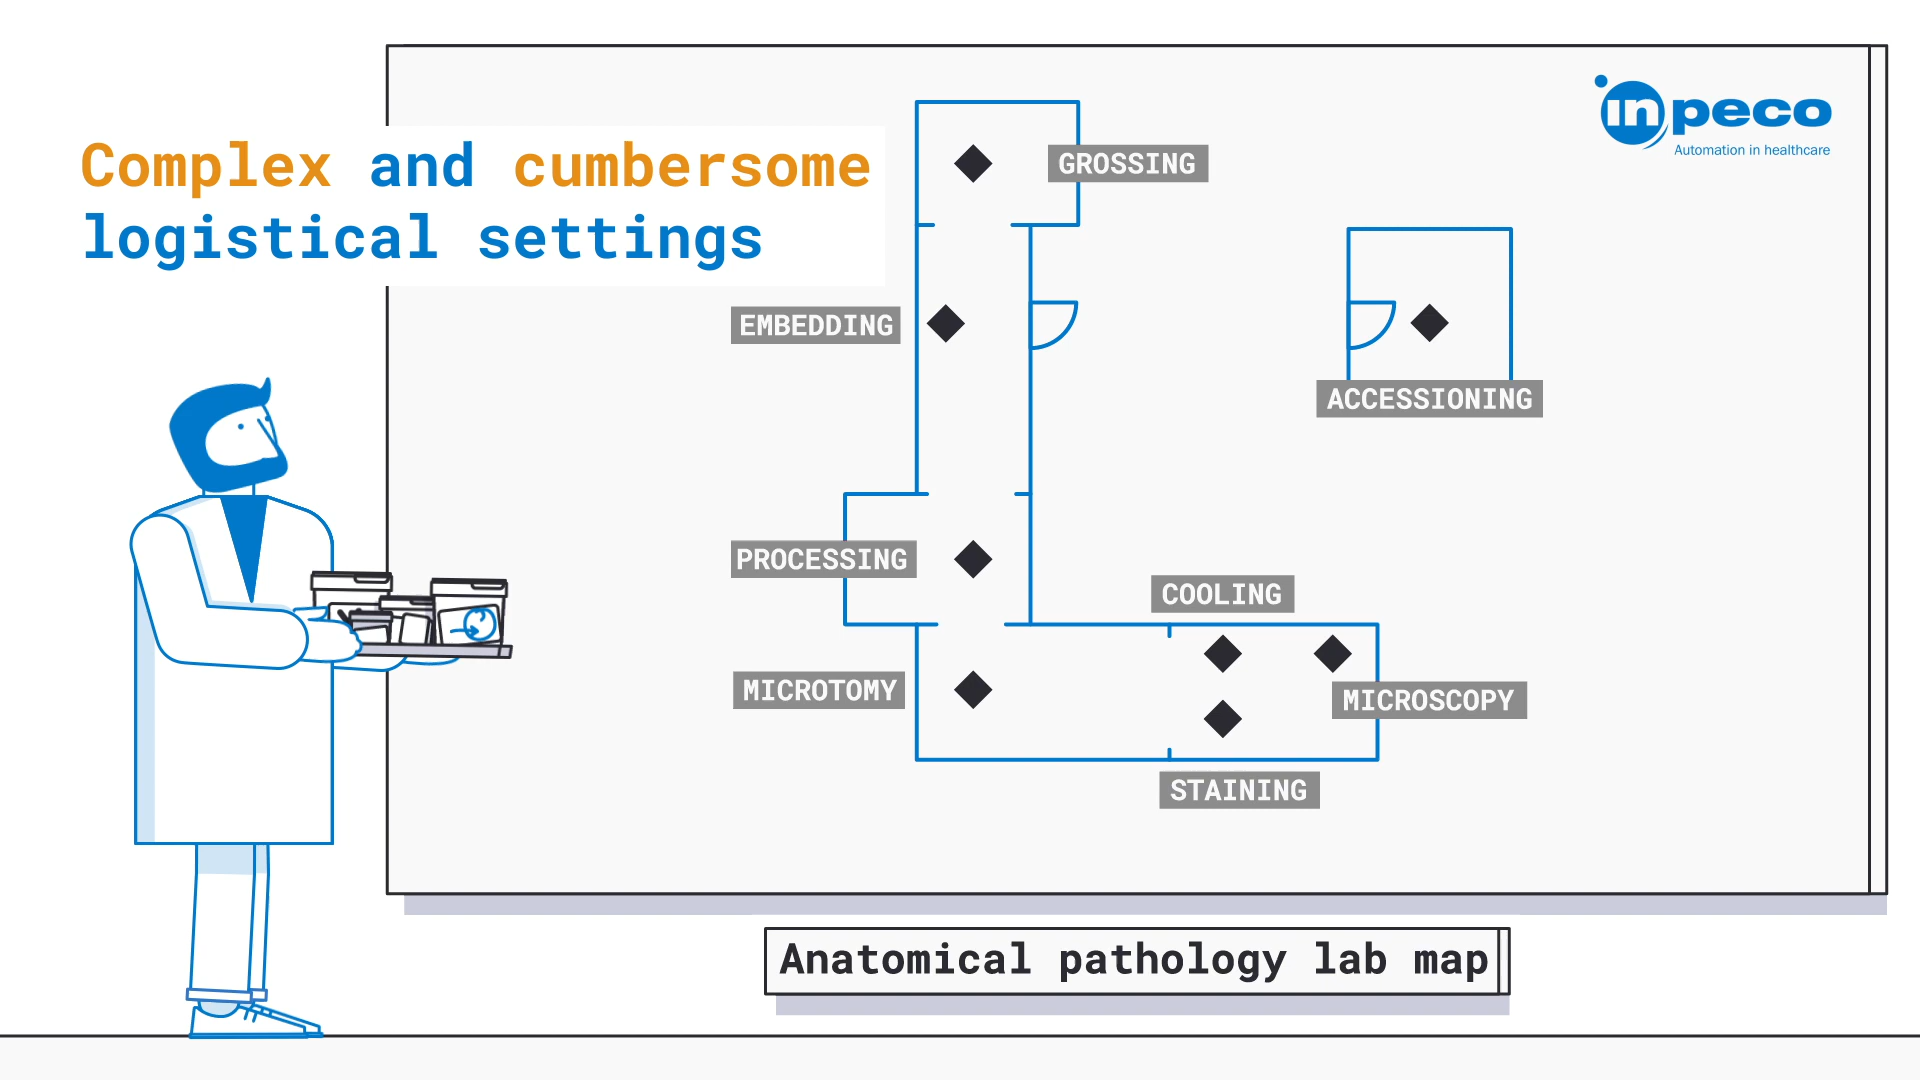 Complex and cumbersome
logistical settings
inpeco
Automation in healthcare
GROSSING
EMBEDDING
ACCESSIONING
PROCESSING
COOLING
MICROTOMY
MICROSCOPY
STAINING
Anatomical pathology lab map